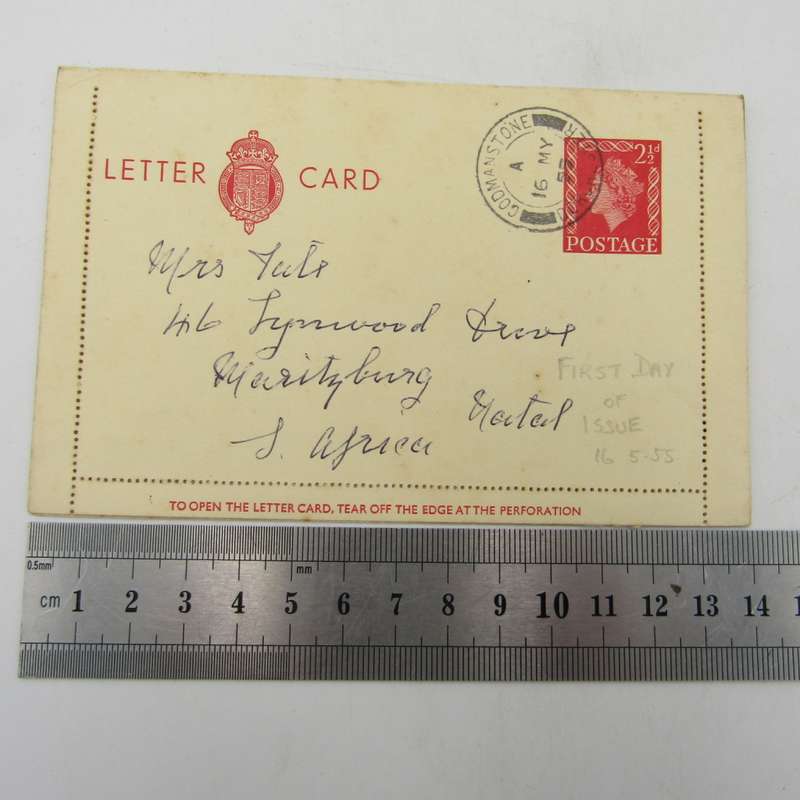 LETTER CARD
GODMANSTONE
A
16 MY
55
2½d
POSTAGE
Mrs Tate
46 Lynwood Drive
Maritzburg
Natal
S. Africa
FIRST DAY
OF
ISSUE
16 5-55
TO OPEN THE LETTER CARD, TEAR OFF THE EDGE AT THE PERFORATION
0.5mm
mm
cm 1 2 3 4 5 6 7 8 9 10 11 12 13 14